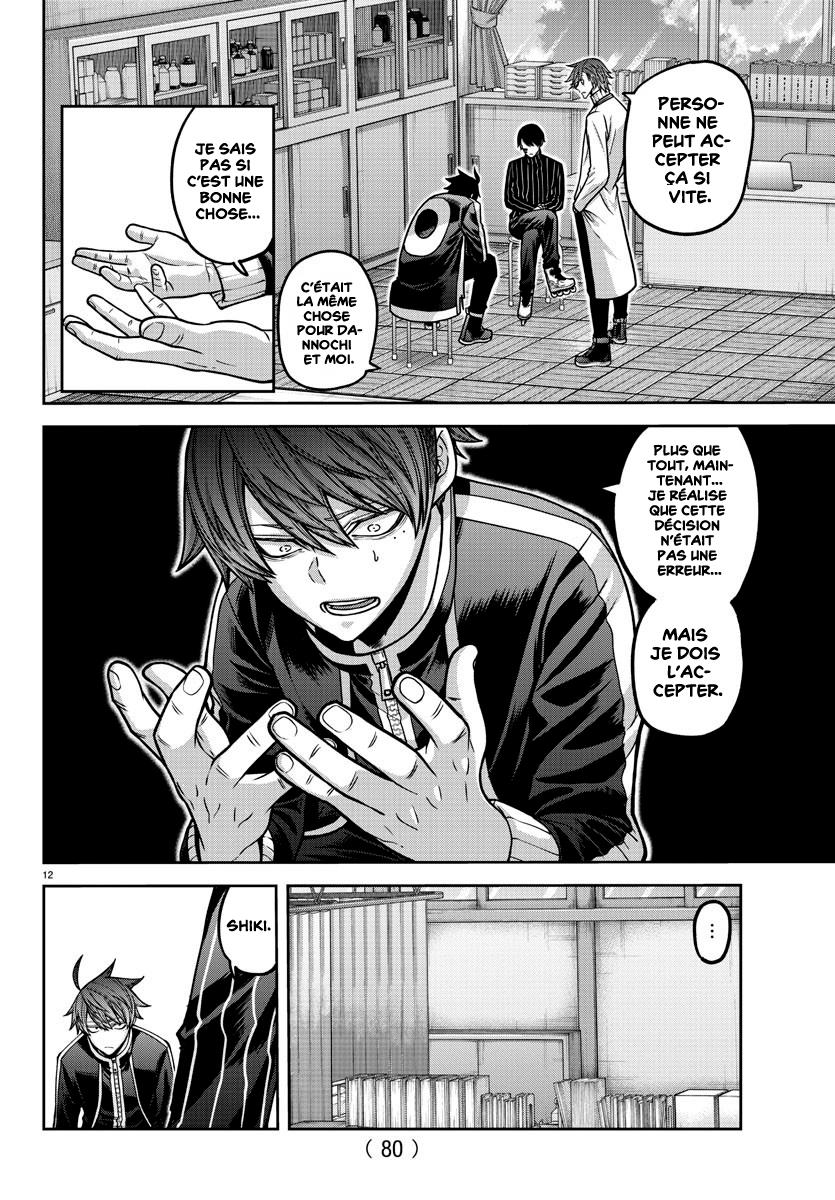 PERSO-
NNE NE
PEUT AC-
CEPTER
ÇA SI
VITE.
C'ÉTAIT
LA MÊME
CHOSE
POUR DA-
NNOCHI
ET MOI.
JE SAIS
PAS SI
C'EST UNE
BONNE
CHOSE...
PLUS QUE
TOUT, MAIN-
TENANT...
JE RÉALISE
QUE CETTE
DÉCISION
N'ÉTAIT
PAS UNE
ERREUR...
MAIS
JE DOIS
L'AC-
CEPTER.
12
...
SHIKI.
( 80 )